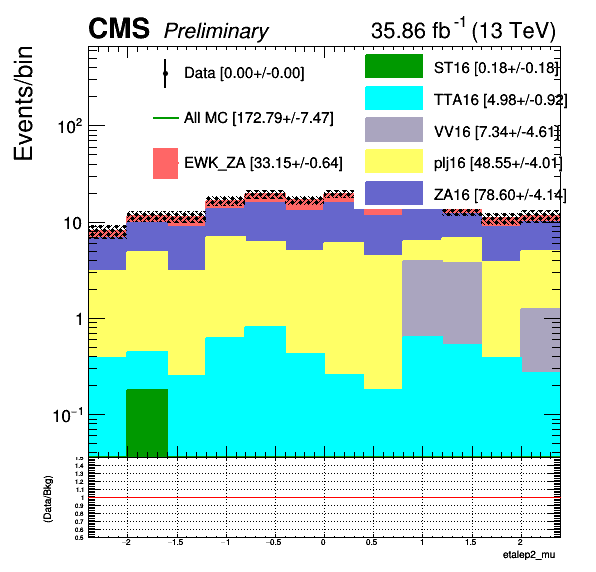 CMS Preliminary 35.86 fb⁻¹ (13 TeV)
Events/bin
Data [0.00+/-0.00]
All MC [172.79+/-7.47]
EWK_ZA [33.15+/-0.64]
ST16 [0.18+/-0.18]
TTA16 [4.98+/-0.92]
VV16 [7.34+/-4.61]
plj16 [48.55+/-4.01]
ZA16 [78.60+/-4.14]
10²
10
1
10⁻¹
(Data/Bkg)
1.5
1.4
1.3
1.2
1.1
1
0.9
0.8
0.7
0.6
0.5
−2 −1.5 −1 −0.5 0 0.5 1 1.5 2
etalep2_mu